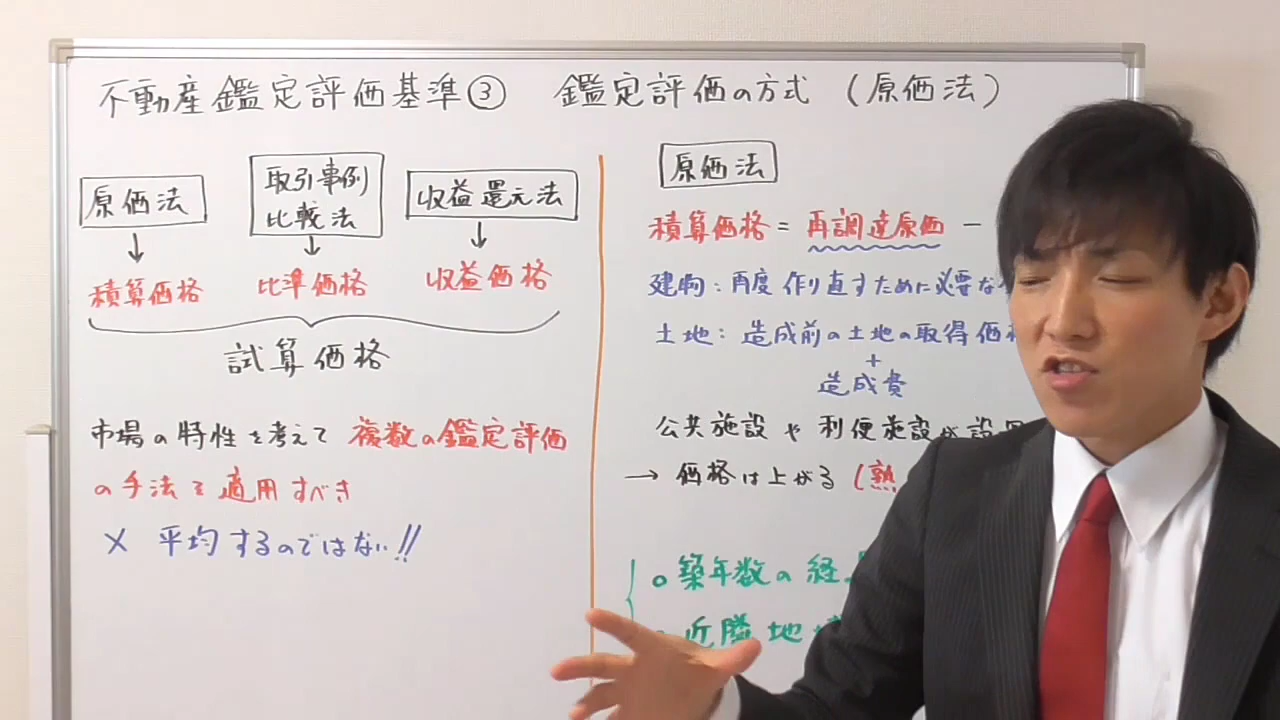 不動産鑑定評価基準③ 鑑定評価の方式 (原価法)
原価法
取引事例
比較法
収益還元法
↓ ↓ ↓
積算価格 比準価格 収益価格
試算価格
市場の特性を考えて 複数の鑑定評価
の手法を適用すべき
× 平均するのではない!!
原価法
積算価格 = 再調達原価 −
建物:再度作り直すために必要な
土地:造成前の土地の取得価格
+
造成費
公共施設や利便施設が設
→ 価格は上がる (熟
○築年数の経
○近隣地域